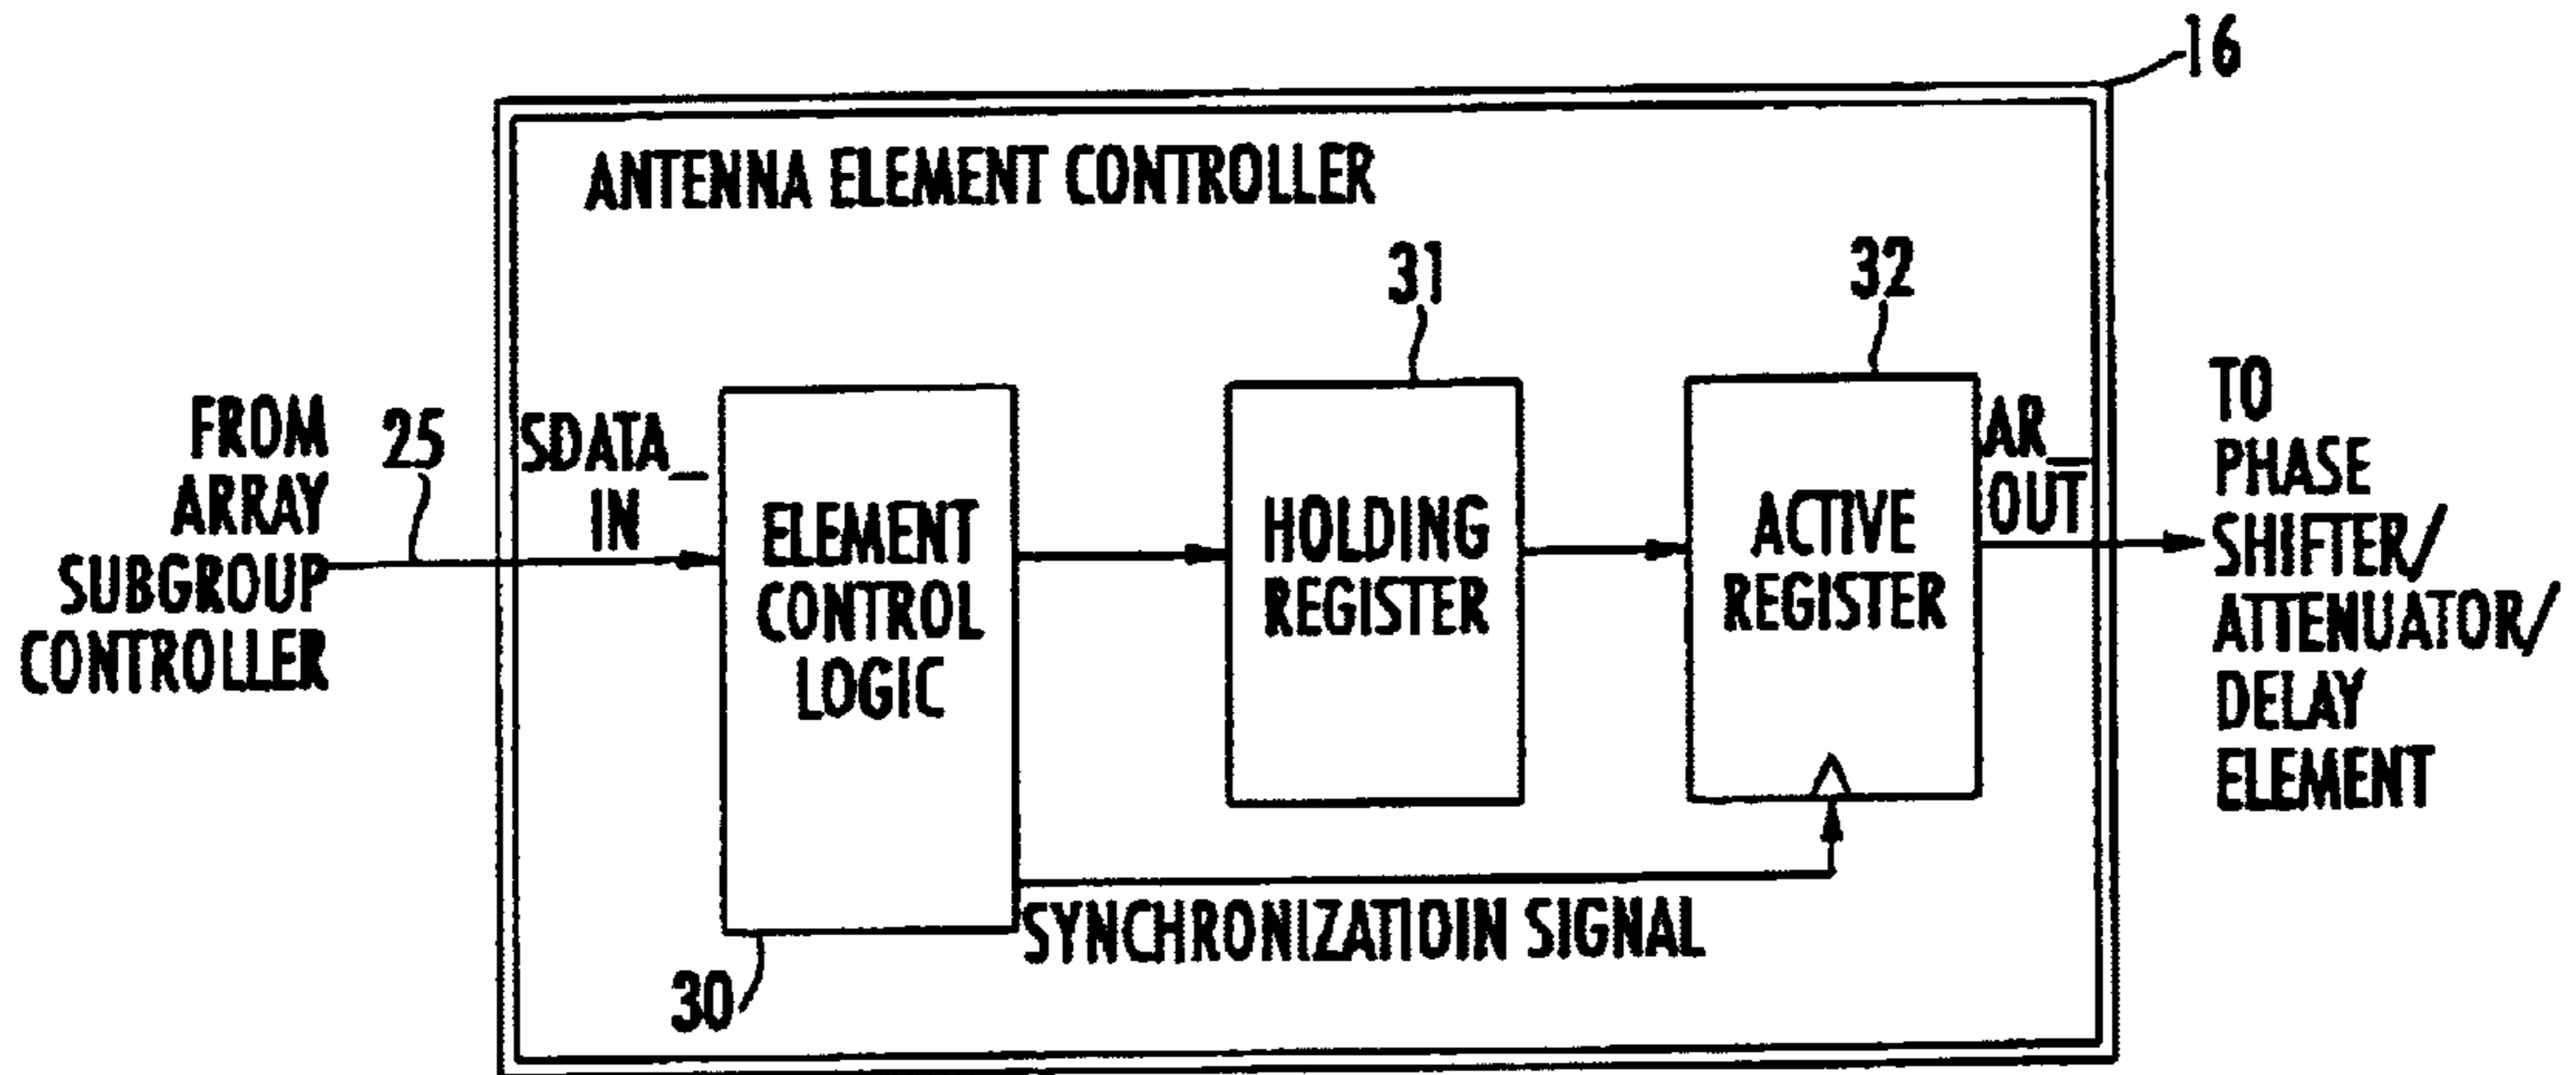 16
ANTENNA ELEMENT CONTROLLER
31
32
FROM
ARRAY
SUBGROUP
CONTROLLER
25
SDATA_
IN
ELEMENT
CONTROL
LOGIC
HOLDING
REGISTER
ACTIVE
REGISTER
AR_
OUT
TO
PHASE
SHIFTER/
ATTENUATOR/
DELAY
ELEMENT
SYNCHRONIZATIOIN SIGNAL
30